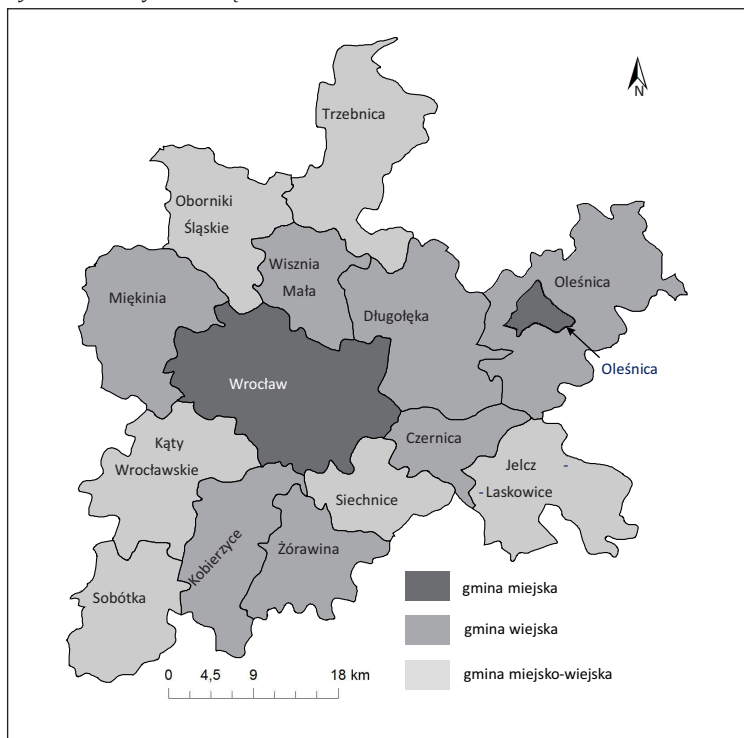 N
Trzebnica
Oborniki
Śląskie
Wisznia
Mała
Miękinia
Oleśnica
Długołęka
Oleśnica
Wrocław
Kąty
Wrocławskie
Czernica
Jelcz -
-Laskowice
Siechnice
Kobierzyce
Żórawina
Sobótka
gmina miejska
gmina wiejska
gmina miejsko-wiejska
0 4,5 9 18 km